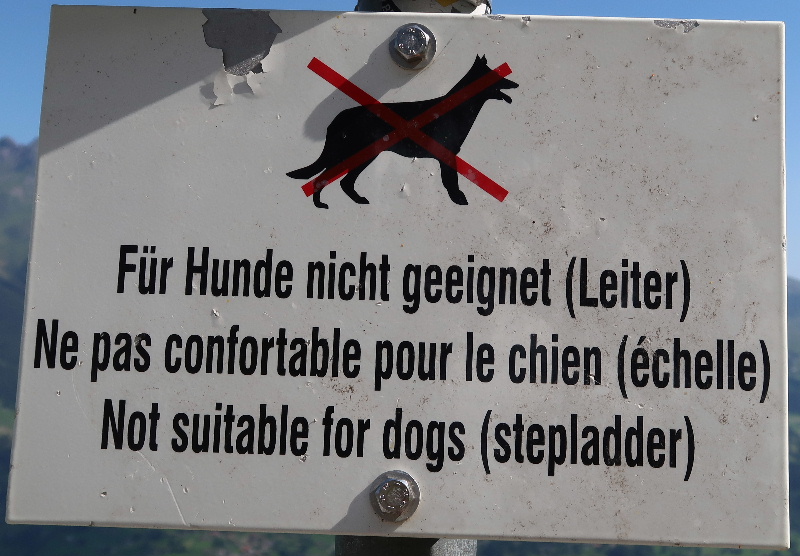 Für Hunde nicht geeignet (Leiter)
Ne pas confortable pour le chien (échelle)
Not suitable for dogs (stepladder)